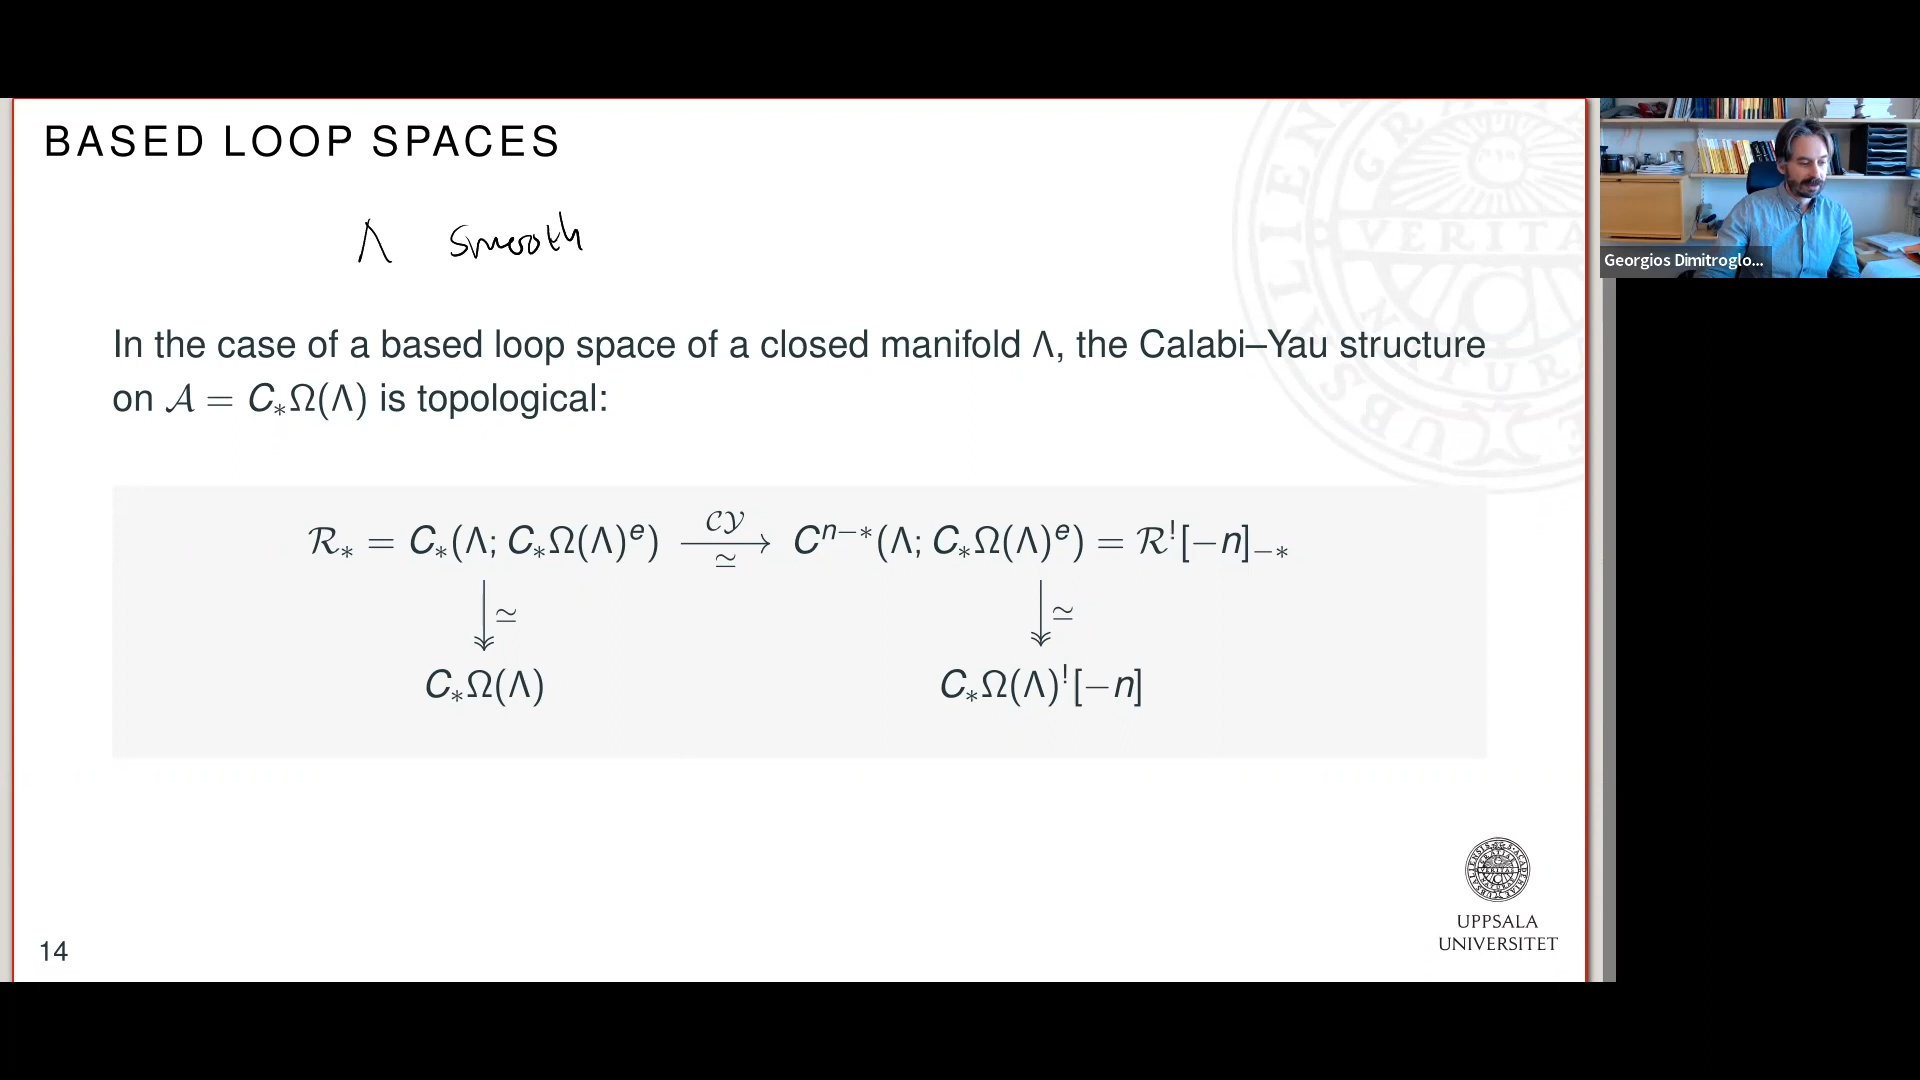 BASED LOOP SPACES
Λ smooth
In the case of a based loop space of a closed manifold Λ, the Calabi–Yau structure
on 𝒜 = C∗Ω(Λ) is topological:
ℛ∗ = C∗(Λ; C∗Ω(Λ)ᵉ) —𝒞𝒴/≃→ Cⁿ⁻*(Λ; C∗Ω(Λ)ᵉ) = ℛ![−n]₋∗
≃ ≃
C∗Ω(Λ) C∗Ω(Λ)![−n]
14
UPPSALA
UNIVERSITET
Georgios Dimitroglo...